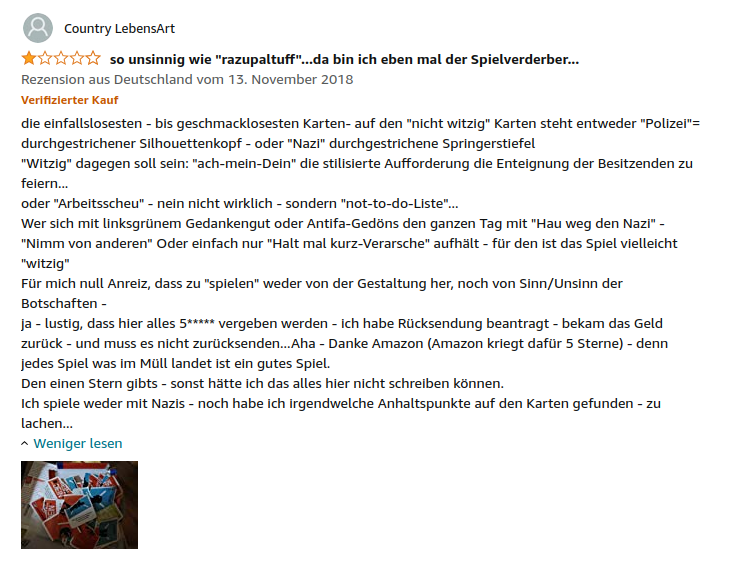 Country LebensArt
so unsinnig wie "razupaltuff"...da bin ich eben mal der Spielverderber...
Rezension aus Deutschland vom 13. November 2018
Verifizierter Kauf
die einfallslosesten - bis geschmacklosesten Karten- auf den "nicht witzig" Karten steht entweder "Polizei"=
durchgestrichener Silhouettenkopf - oder "Nazi" durchgestrichene Springerstiefel
"Witzig" dagegen soll sein: "ach-mein-Dein" die stilisierte Aufforderung die Enteignung der Besitzenden zu
feiern...
oder "Arbeitsscheu" - nein nicht wirklich - sondern "not-to-do-Liste"...
Wer sich mit linksgrünem Gedankengut oder Antifa-Gedöns den ganzen Tag mit "Hau weg den Nazi" -
"Nimm von anderen" Oder einfach nur "Halt mal kurz-Verarsche" aufhält - für den ist das Spiel vielleicht
"witzig"
Für mich null Anreiz, dass zu "spielen" weder von der Gestaltung her, noch von Sinn/Unsinn der
Botschaften -
ja - lustig, dass hier alles 5***** vergeben werden - ich habe Rücksendung beantragt - bekam das Geld
zurück - und muss es nicht zurücksenden...Aha - Danke Amazon (Amazon kriegt dafür 5 Sterne) - denn
jedes Spiel was im Müll landet ist ein gutes Spiel.
Den einen Stern gibts - sonst hätte ich das alles hier nicht schreiben können.
Ich spiele weder mit Nazis - noch habe ich irgendwelche Anhaltspunkte auf den Karten gefunden - zu
lachen...
Weniger lesen